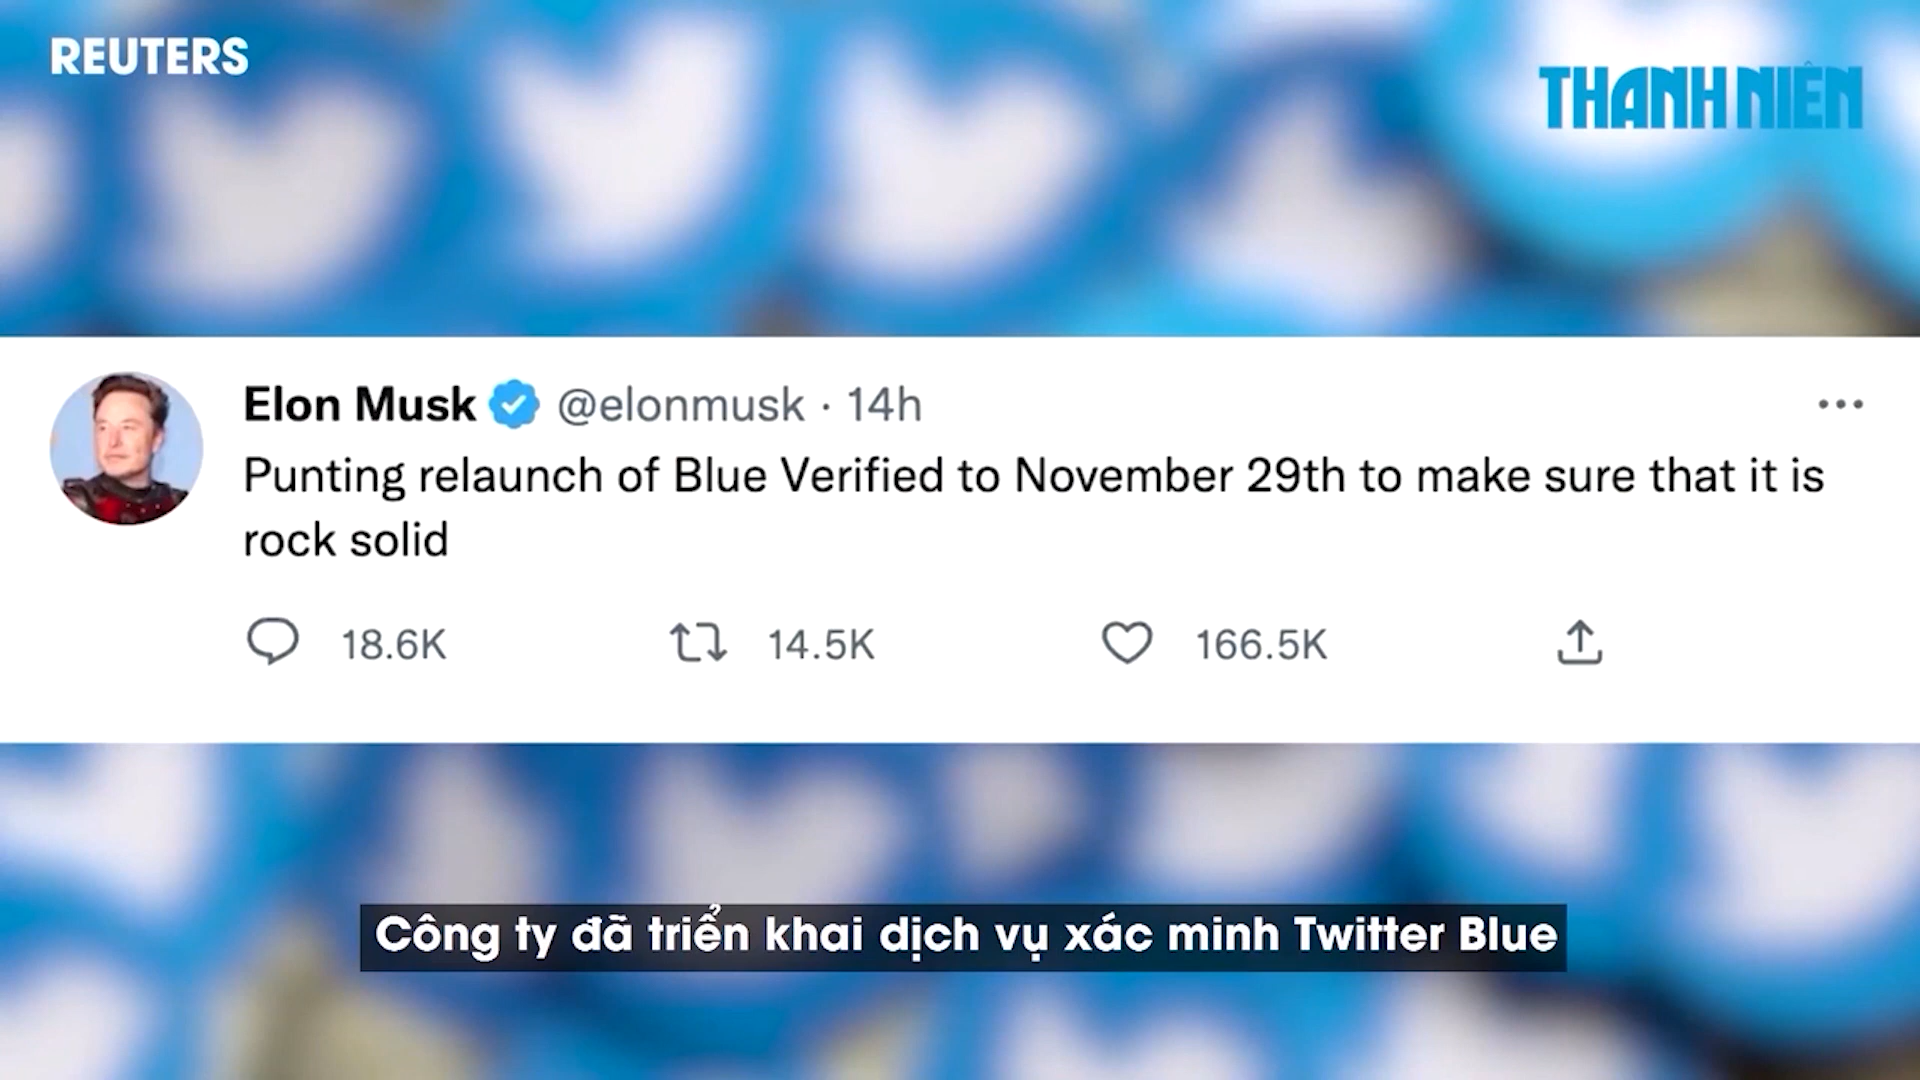 REUTERS
THANH NIÊN
Elon Musk @elonmusk · 14h
Punting relaunch of Blue Verified to November 29th to make sure that it is
rock solid
18.6K 14.5K 166.5K
Công ty đã triển khai dịch vụ xác minh Twitter Blue